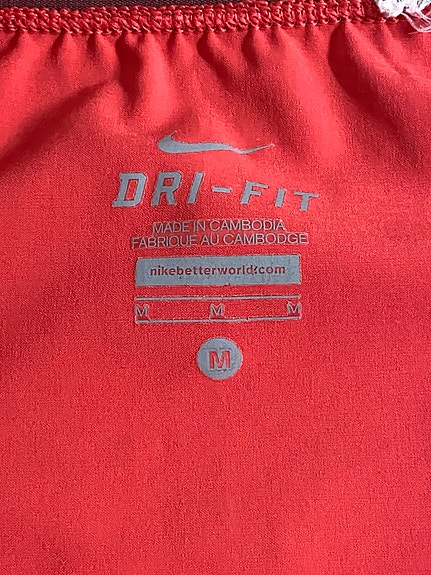 DRI-FIT
MADE IN CAMBODIA
FABRIQUE AU CAMBODGE
nikebetterworld.com
M M M
M